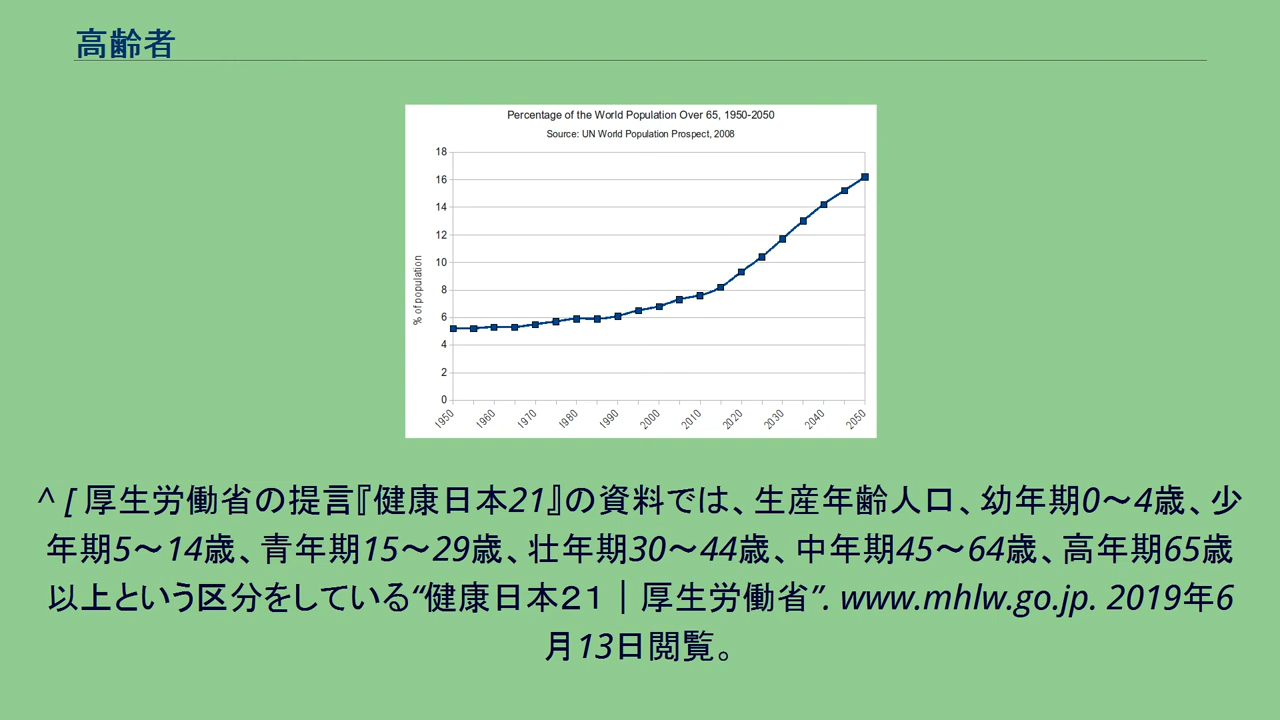 高齢者
Percentage of the World Population Over 65, 1950-2050
Source: UN World Population Prospect, 2008
18
16
14
12
10
8
6
4
2
0
% of population
1950
1960
1970
1980
1990
2000
2010
2020
2030
2040
2050
^ [ 厚生労働省の提言『健康日本21』の資料では、生産年齢人口、幼年期0～4歳、少
年期5～14歳、青年期15～29歳、壮年期30～44歳、中年期45～64歳、高年期65歳
以上という区分をしている“健康日本２１｜厚生労働省”. www.mhlw.go.jp. 2019年6
月13日閲覧。